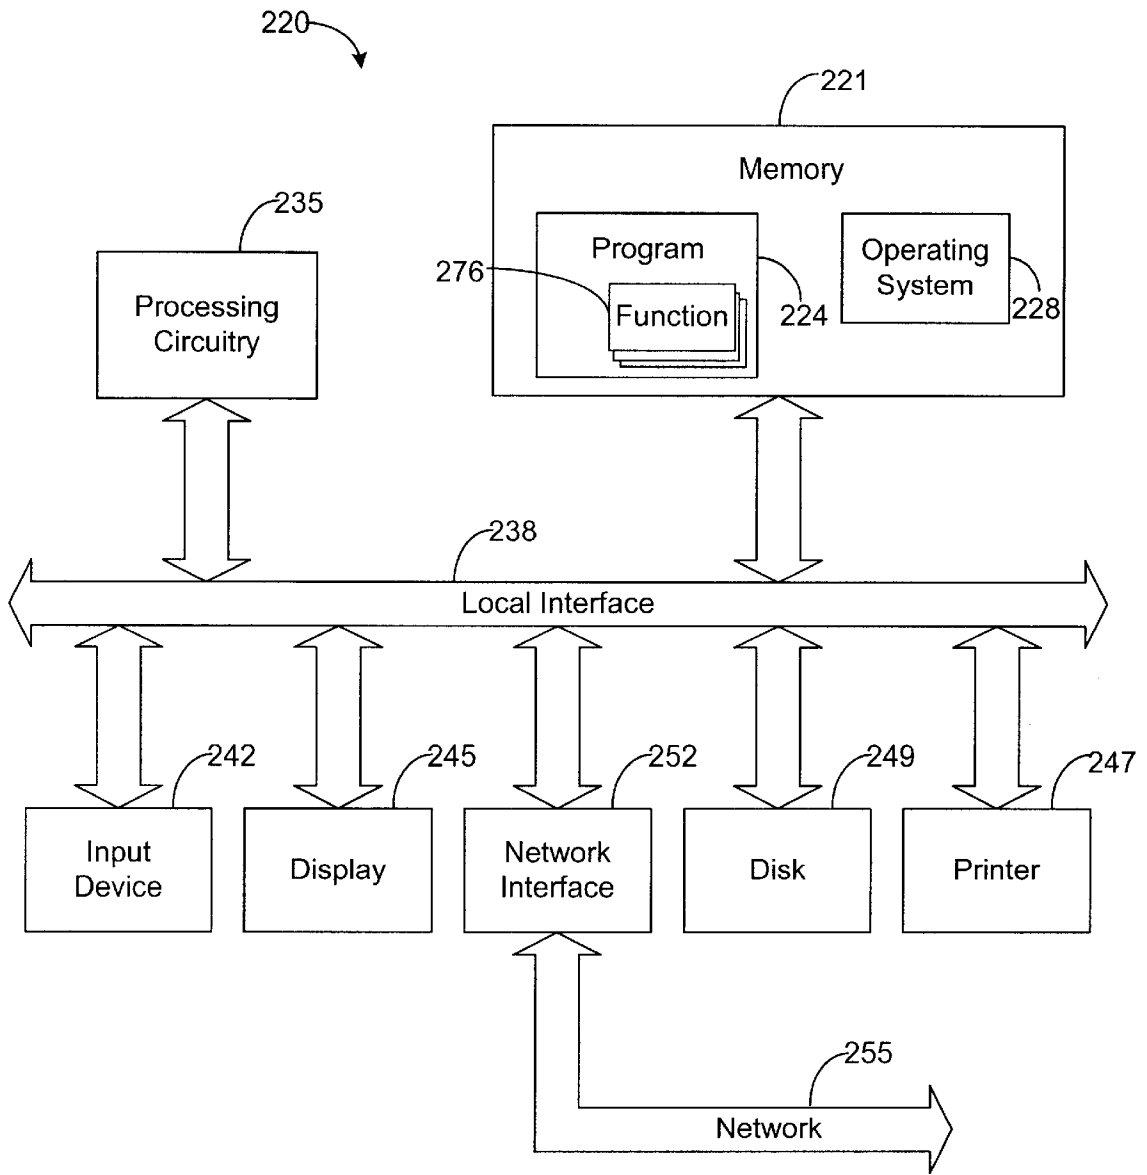 220
221
Memory
235
Program
Operating
System
276
Function
224
228
Processing
Circuitry
238
Local Interface
242
245
252
249
247
Input
Device
Display
Network
Interface
Disk
Printer
255
Network